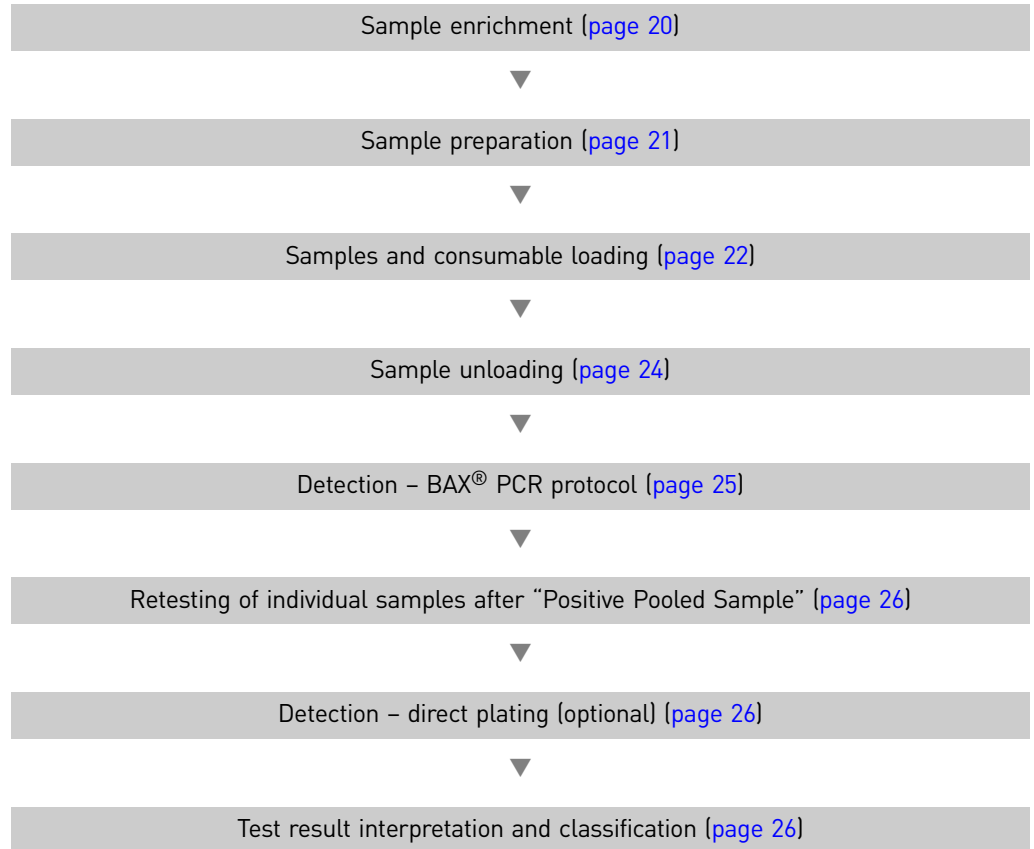 Sample enrichment (page 20)
Sample preparation (page 21)
Samples and consumable loading (page 22)
Sample unloading (page 24)
Detection – BAX® PCR protocol (page 25)
Retesting of individual samples after “Positive Pooled Sample” (page 26)
Detection – direct plating (optional) (page 26)
Test result interpretation and classification (page 26)